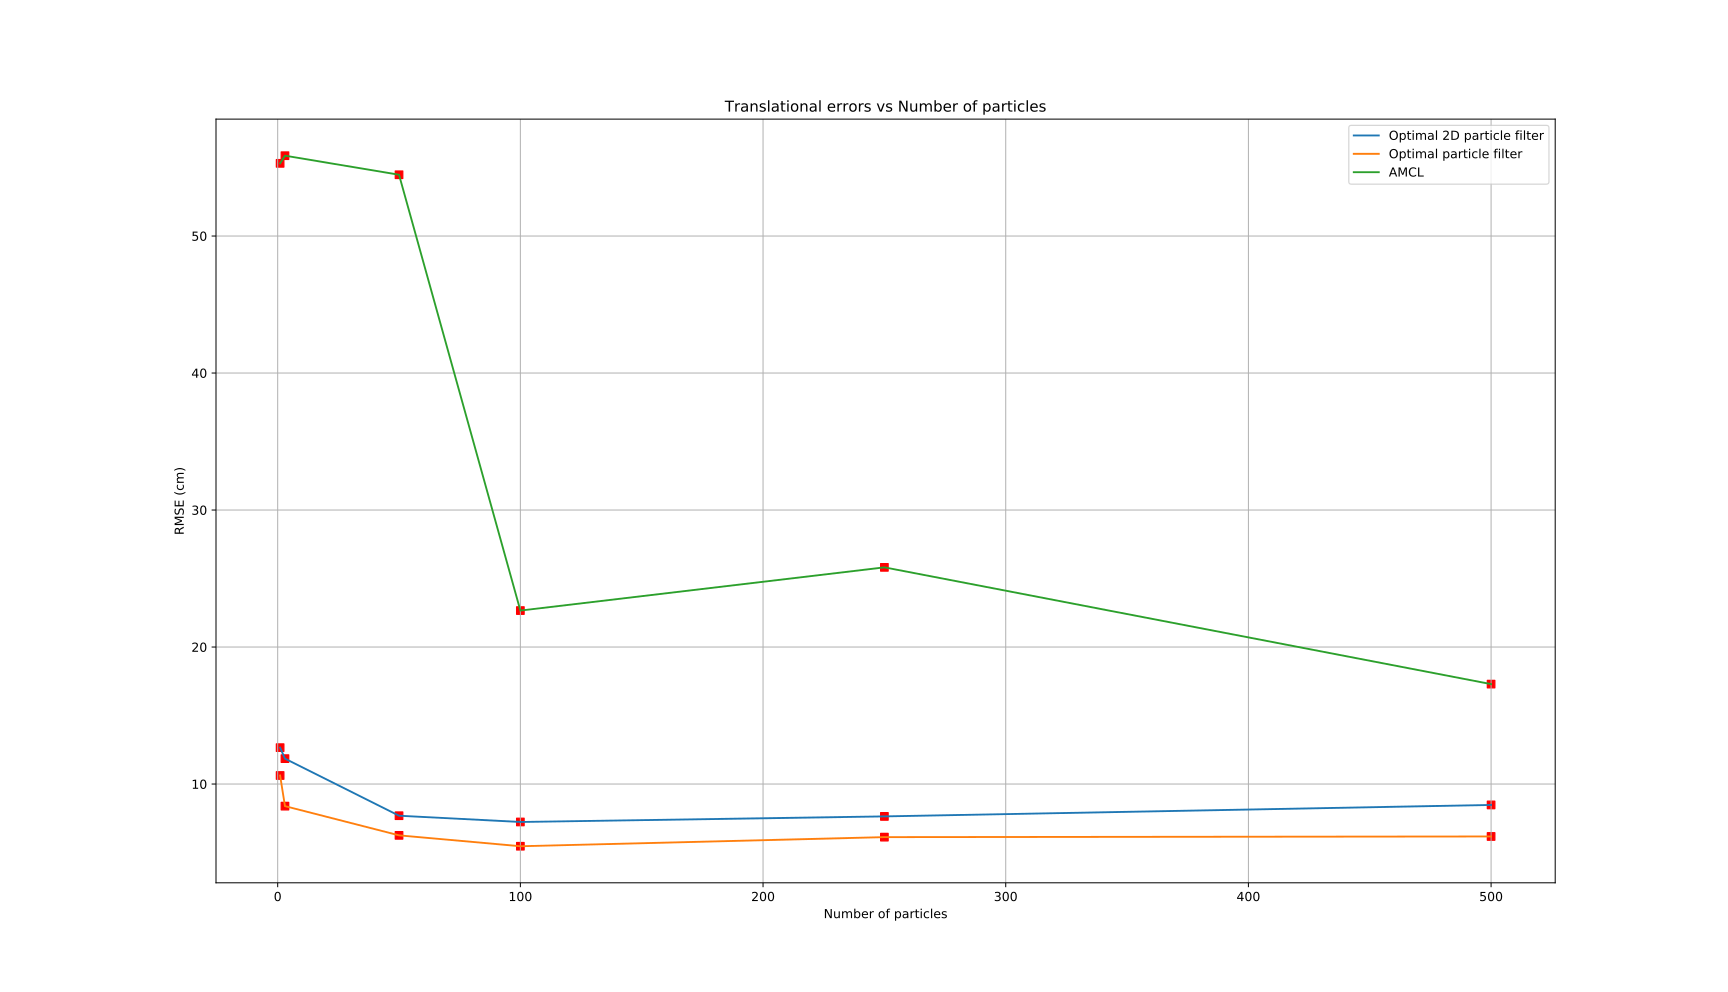 Translational errors vs Number of particles
Optimal 2D particle filter
Optimal particle filter
AMCL
50
40
30
20
10
RMSE (cm)
0 100 200 300 400 500
Number of particles